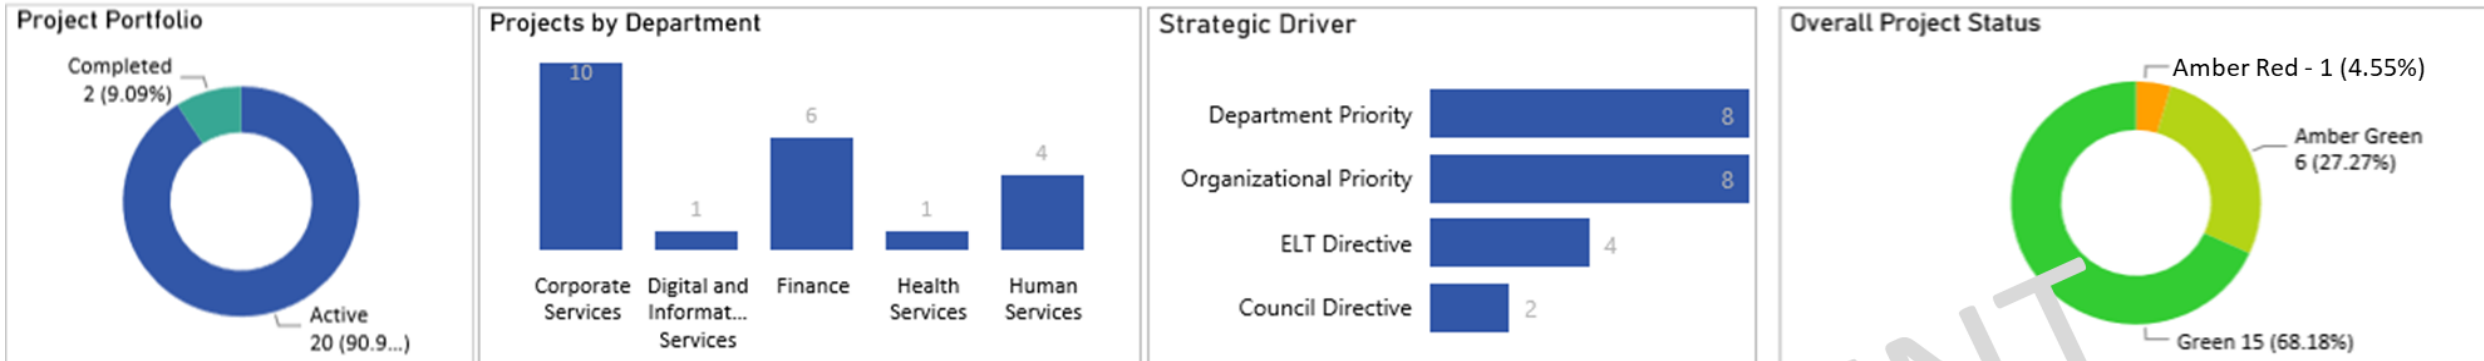 Project Portfolio
Completed
2 (9.09%)
Active
20 (90.9...)
Projects by Department
10
1
6
1
4
Corporate
Services
Digital and
Informat...
Services
Finance
Health
Services
Human
Services
Strategic Driver
Department Priority
8
Organizational Priority
8
ELT Directive
4
Council Directive
2
Overall Project Status
Amber Red - 1 (4.55%)
Amber Green
6 (27.27%)
Green 15 (68.18%)